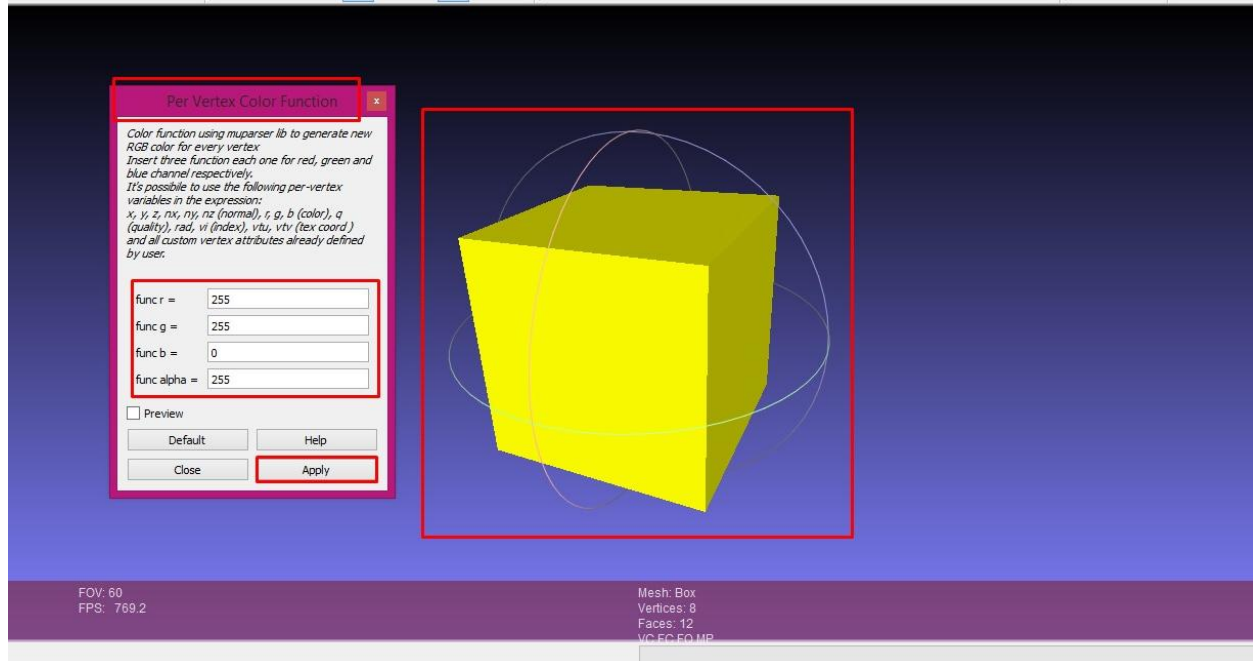 Per Vertex Color Function
x
Color function using muparser lib to generate new
RGB color for every vertex
Insert three function each one for red, green and
blue channel respectively.
It's possibile to use the following per-vertex
variables in the expression:
x, y, z, nx, ny, nz (normal), r, g, b (color), q
(quality), rad, vi (index), vtu, vtv (tex coord )
and all custom vertex attributes already defined
by user.
func r = 255
func g = 255
func b = 0
func alpha = 255
Preview
Default Help
Close Apply
FOV: 60
FPS: 769.2
Mesh: Box
Vertices: 8
Faces: 12
VC FC FQ MP